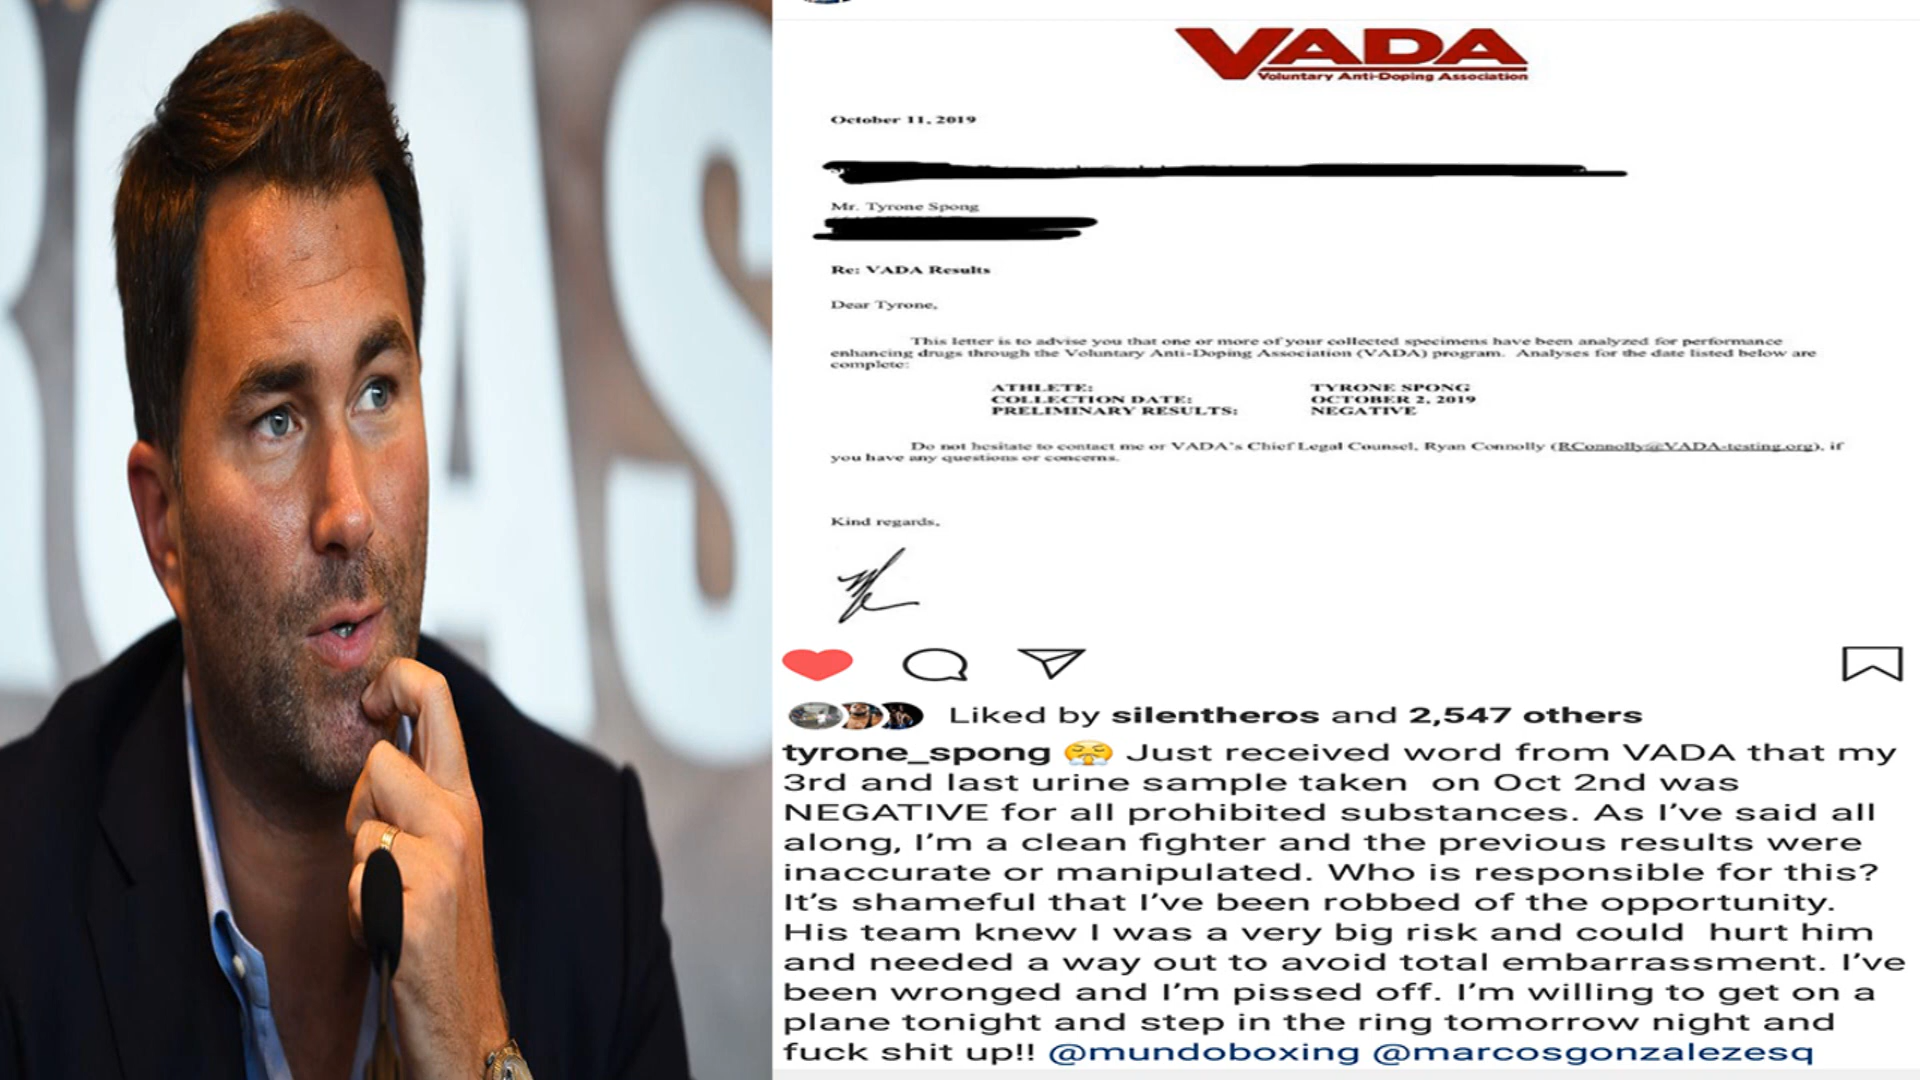 GAS
VADA
Voluntary Anti-Doping Association
October 11, 2019
Mr. Tyrone Spong
Re: VADA Results
Dear Tyrone,
This letter is to advise you that one or more of your collected specimens have been analyzed for performance
enhancing drugs through the Voluntary Anti-Doping Association (VADA) program. Analyses for the date listed below are
complete:
ATHLETE: TYRONE SPONG
COLLECTION DATE: OCTOBER 2, 2019
PRELIMINARY RESULTS: NEGATIVE
Do not hesitate to contact me or VADA's Chief Legal Counsel, Ryan Connolly (RConnolly@VADA-testing.org), if
you have any questions or concerns.
Kind regards,
Liked by silentheros and 2,547 others
tyrone_spong 😤 Just received word from VADA that my
3rd and last urine sample taken on Oct 2nd was
NEGATIVE for all prohibited substances. As I've said all
along, I'm a clean fighter and the previous results were
inaccurate or manipulated. Who is responsible for this?
It's shameful that I've been robbed of the opportunity.
His team knew I was a very big risk and could hurt him
and needed a way out to avoid total embarrassment. I've
been wronged and I'm pissed off. I'm willing to get on a
plane tonight and step in the ring tomorrow night and
fuck shit up!! @mundoboxing @marcosgonzalezesq